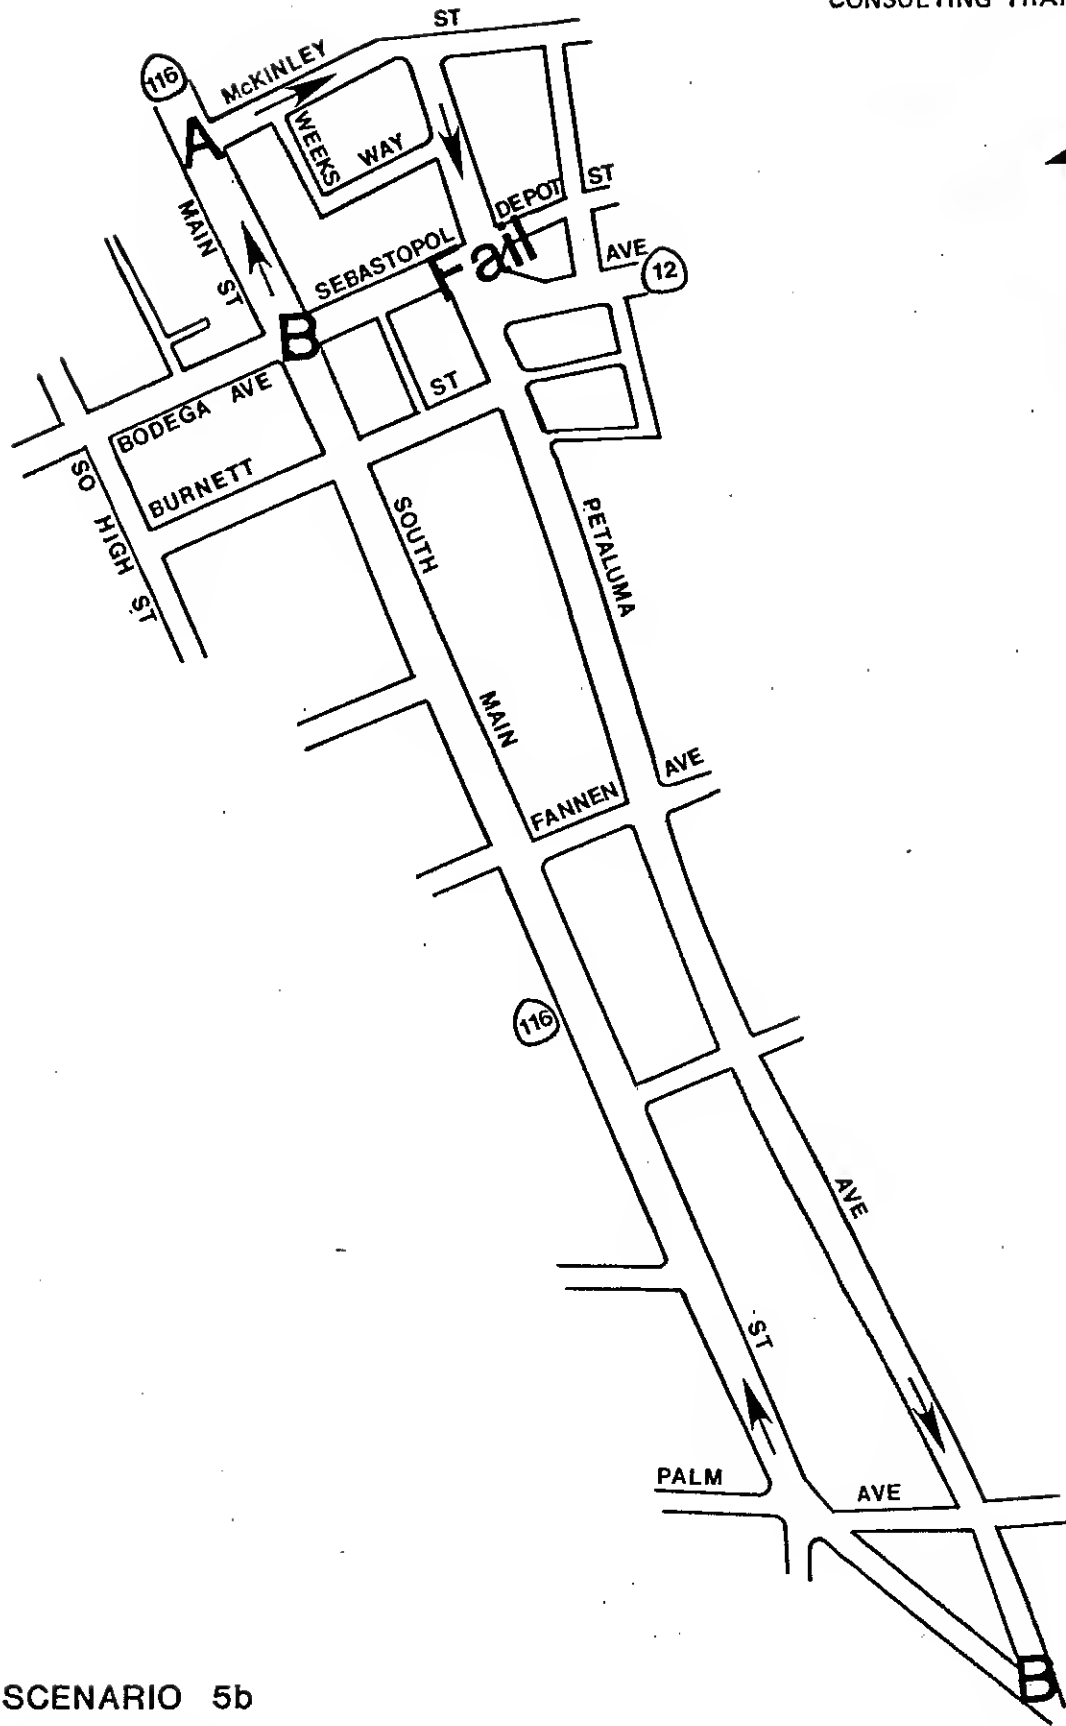 CONSULTING
ST
McKINLEY
116
A
WEEKS
WAY
DEPOT
ST
MAIN
ST
SEBASTOPOL
Fail
AVE
12
B
ST
BODEGA AVE
BURNETT
SO HIGH ST
SOUTH
PETALUMA
MAIN
AVE
FANNEN
116
AVE
ST
PALM
AVE
B
SCENARIO 5b